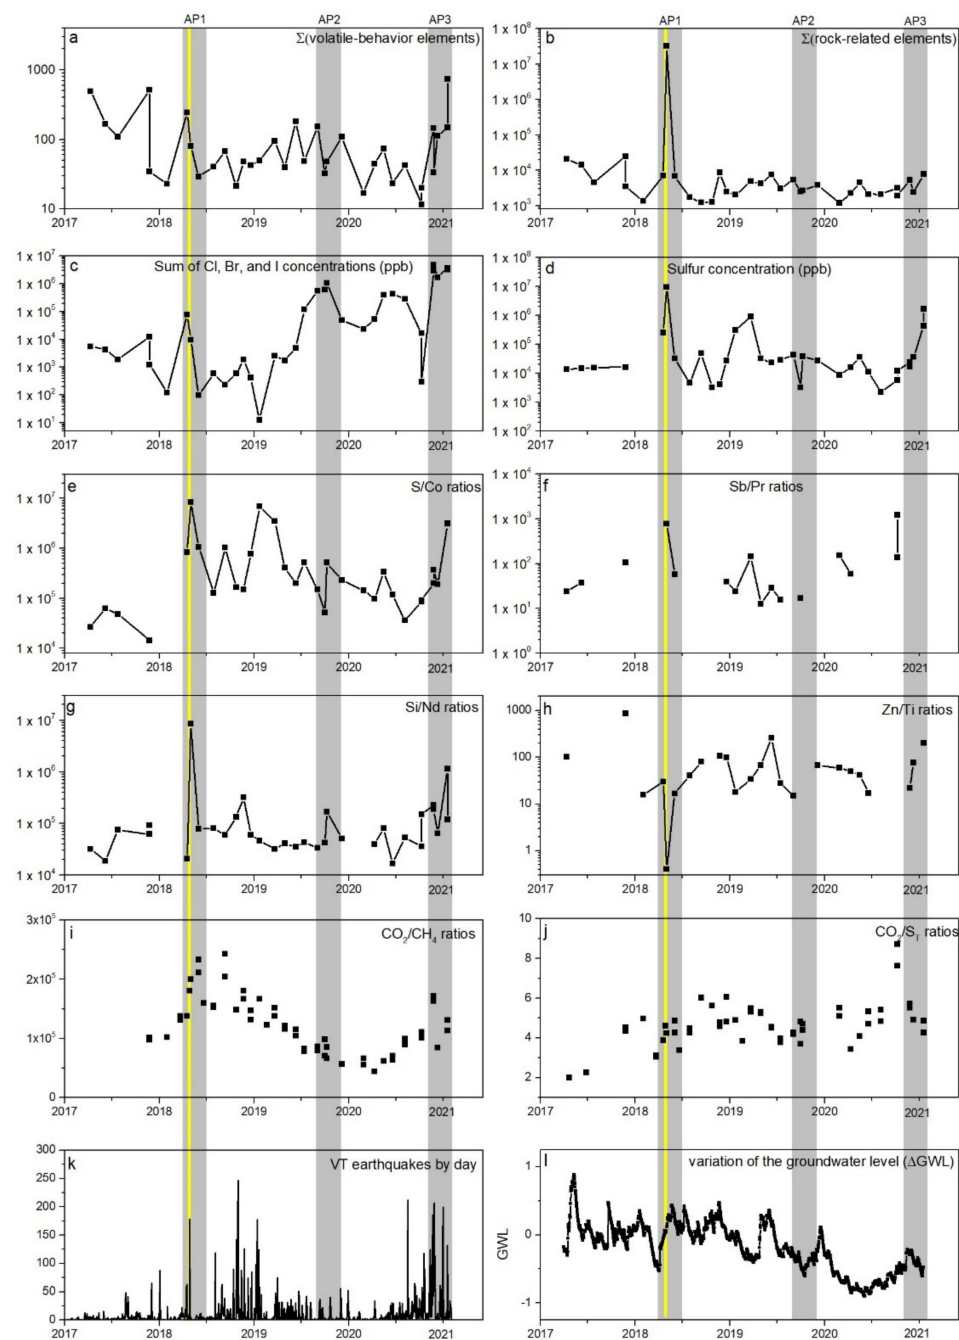 AP1 AP2 AP3 AP1 AP2 AP3
a Σ(volatile-behavior elements)
1000
100
10
2017 2018 2019 2020 2021
b Σ(rock-related elements)
1 x 10⁸
1 x 10⁷
1 x 10⁶
1 x 10⁵
1 x 10⁴
1 x 10³
2017 2018 2019 2020 2021
c Sum of Cl, Br, and I concentrations (ppb)
1 x 10⁷
1 x 10⁶
1 x 10⁵
1 x 10⁴
1 x 10³
1 x 10²
1 x 10¹
2017 2018 2019 2020 2021
d Sulfur concentration (ppb)
1 x 10⁸
1 x 10⁷
1 x 10⁶
1 x 10⁵
1 x 10⁴
1 x 10³
1 x 10²
2017 2018 2019 2020 2021
e S/Co ratios
1 x 10⁷
1 x 10⁶
1 x 10⁵
1 x 10⁴
2017 2018 2019 2020 2021
f Sb/Pr ratios
1 x 10⁴
1 x 10³
1 x 10²
1 x 10¹
1 x 10⁰
2017 2018 2019 2020 2021
g Si/Nd ratios
1 x 10⁷
1 x 10⁶
1 x 10⁵
1 x 10⁴
2017 2018 2019 2020 2021
h Zn/Ti ratios
1000
100
10
1
2017 2018 2019 2020 2021
i CO₂/CH₄ ratios
3x10⁵
2x10⁵
1x10⁵
0
2017 2018 2019 2020 2021
j CO₂/Sₜ ratios
10
8
6
4
2
2017 2018 2019 2020 2021
k VT earthquakes by day
300
250
200
150
100
50
0
2017 2018 2019 2020 2021
l variation of the groundwater level (ΔGWL)
GWL
1
0
-1
2017 2018 2019 2020 2021